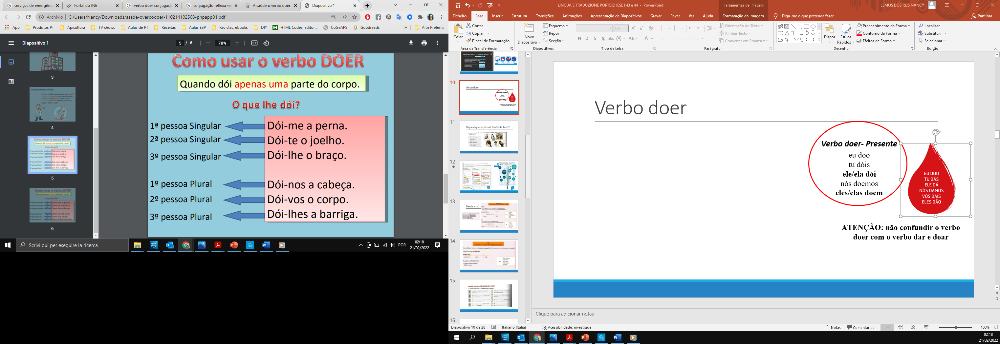 serviços de emergênci
Portal do INE
verbo doer conjugaçã
conjugação reflexa ve
A saúde o verbo doer
Diapositivo 1
Archivio
C:/Users/Nancy/Downloads/asade-overbodoer-110214102508-phpapp01.pdf
App
Produtos PT
Apicultura
TV shows
Aulas de PT
Receitas
Aulas ESP
Revistas, ebooks
DIY
HTML Codes, Editor...
CoGeAPS
Goodreads
»
Altri Preferiti
Diapositivo 1
5 / 6
78%
3
4
5
6
Como usar o verbo DOER
Quando dói apenas uma parte do corpo.
O que lhe dói?
1ª pessoa Singular
Dói-me a perna.
2ª pessoa Singular
Dói-te o joelho.
3º pessoa Singular
Dói-lhe o braço.
1º pessoa Plural
Dói-nos a cabeça.
2º pessoa Plural
Dói-vos o corpo.
3º pessoa Plural
Dói-lhes a barriga.
Scrivi qui per eseguire la ricerca
POR
02:18
21/02/2022
LINGUA E TRADUZIONE PORTOGHESE I 43 e 44 - PowerPoint
Ferramentas de Imagem
LEMOS DOS REIS NANCY
Ficheiro
Base
Inserir
Estrutura
Transições
Animações
Apresentação de Diapositivos
Gravar
Rever
Ver
Ajuda
Formatação da Imagem
Diga-me o que pretende fazer
Partilhar
Colar
Cortar
Copiar
Pincel de Formatação
Área de Transferência
Novo
Diapositivo
Esquema
Repor
Secção
Diapositivos
18+
N I S S abc AV Aa A
Tipo de Letra
Orientação do Texto
Alinhar Texto
Converter em SmartArt
Parágrafo
Dispor
Estilos
Rápidos
Preenchimento da Forma
Contorno da Forma
Efeitos de Forma
Desenho
Localizar
Substituir
Selecionar
Edição
10
Verbo doer
11
O que é que se passa? Sentes-te bem?
12
13
Desde e há
14
15
DESDE QUANDO TENS ESSAS DORES?
16
Verbo doer
Verbo doer- Presente
eu doo
tu dóis
ele/ela dói
nós doemos
eles/elas doem
EU DOU
TU DÁS
ELE DÁ
NÓS DAMOS
VÓS DAIS
ELES DÃO
ATENÇÃO: não confundir o verbo
doer com o verbo dar e doar
Clique para adicionar notas
Diapositivo 10 de 28
Italiano (Itália)
Acessibilidade: investigue
Notas
Comentários
100%
02:18
21/02/2022